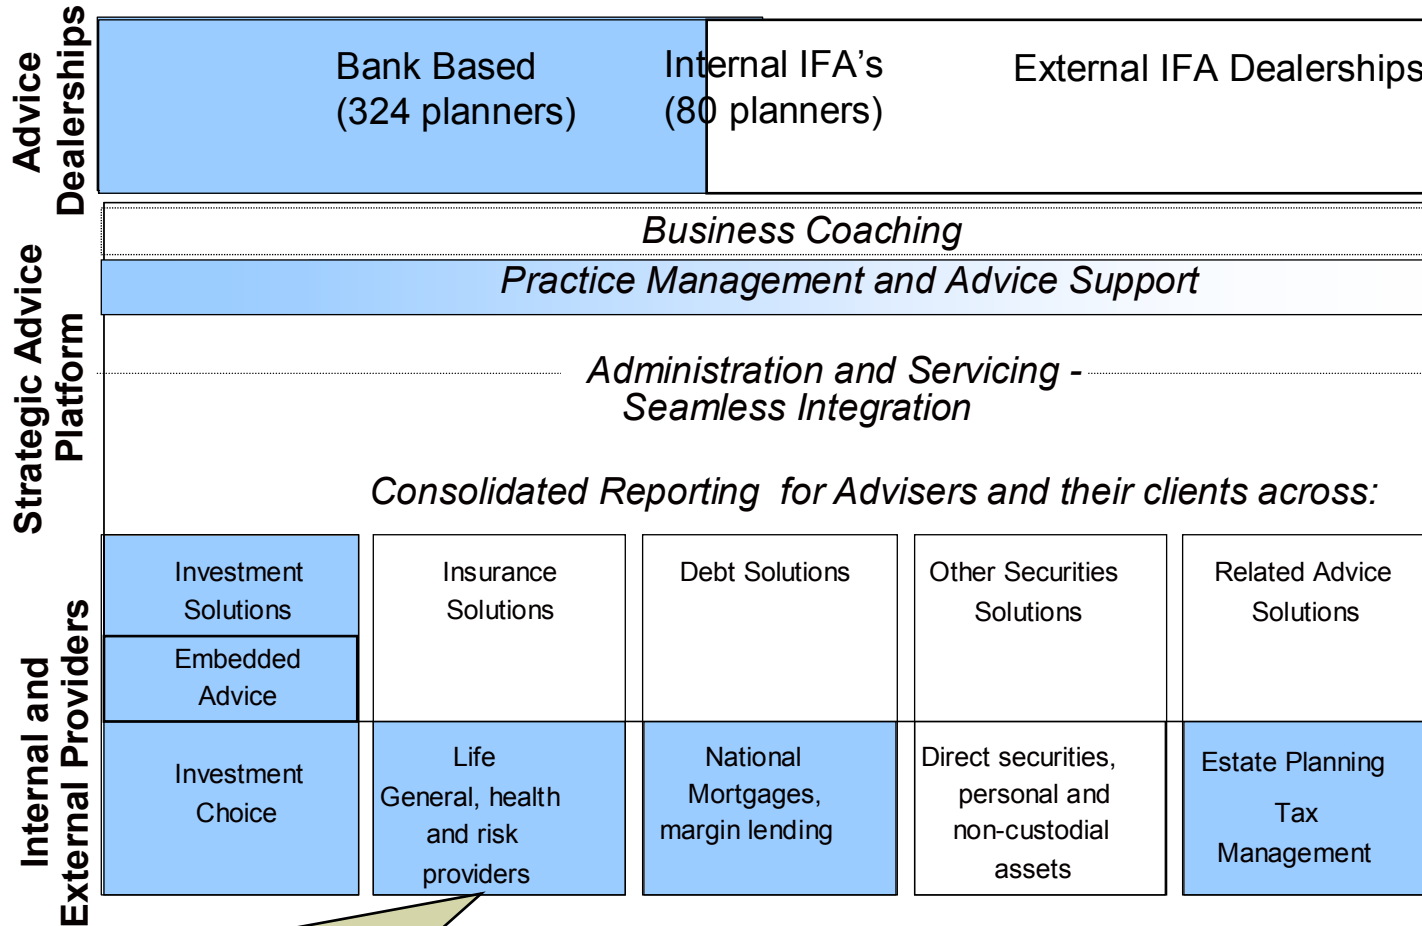 Advice
Dealerships
Bank Based
(324 planners)
Internal IFA's
(80 planners)
External IFA Dealerships
Strategic Advice
Platform
Business Coaching
Practice Management and Advice Support
Administration and Servicing -
Seamless Integration
Consolidated Reporting for Advisers and their clients across:
Internal and
External Providers
Investment
Solutions
Embedded
Advice
Investment
Choice
Insurance
Solutions
Life
General, health
and risk
providers
Debt Solutions
National
Mortgages,
margin lending
Other Securities
Solutions
Direct securities,
personal and
non-custodial
assets
Related Advice
Solutions
Estate Planning
Tax
Management